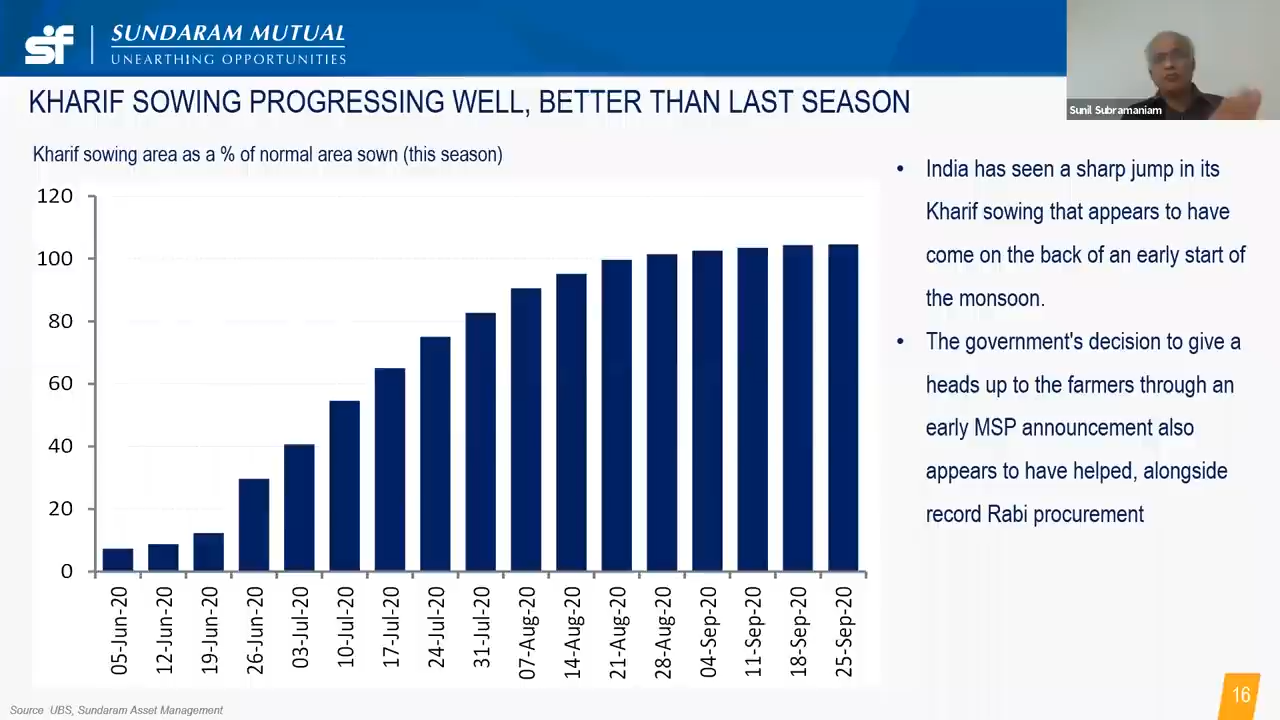 sf
SUNDARAM MUTUAL
UNEARTHING OPPORTUNITIES
Sunil Subramaniam
KHARIF SOWING PROGRESSING WELL, BETTER THAN LAST SEASON
Kharif sowing area as a % of normal area sown (this season)
120
100
80
60
40
20
0
05-Jun-20
12-Jun-20
19-Jun-20
26-Jun-20
03-Jul-20
10-Jul-20
17-Jul-20
24-Jul-20
31-Jul-20
07-Aug-20
14-Aug-20
21-Aug-20
28-Aug-20
04-Sep-20
11-Sep-20
18-Sep-20
25-Sep-20
• India has seen a sharp jump in its
Kharif sowing that appears to have
come on the back of an early start of
the monsoon.
• The government's decision to give a
heads up to the farmers through an
early MSP announcement also
appears to have helped, alongside
record Rabi procurement
Source UBS, Sundaram Asset Management
16